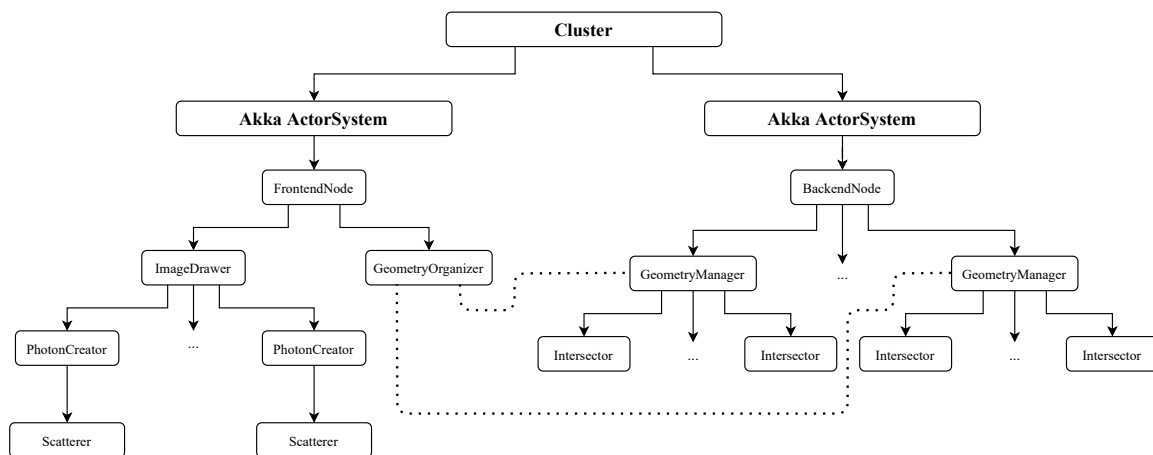 Cluster
Akka ActorSystem
Akka ActorSystem
FrontendNode
BackendNode
ImageDrawer
GeometryOrganizer
GeometryManager
...
GeometryManager
PhotonCreator
...
PhotonCreator
Intersector
...
Intersector
Intersector
...
Intersector
Scatterer
Scatterer